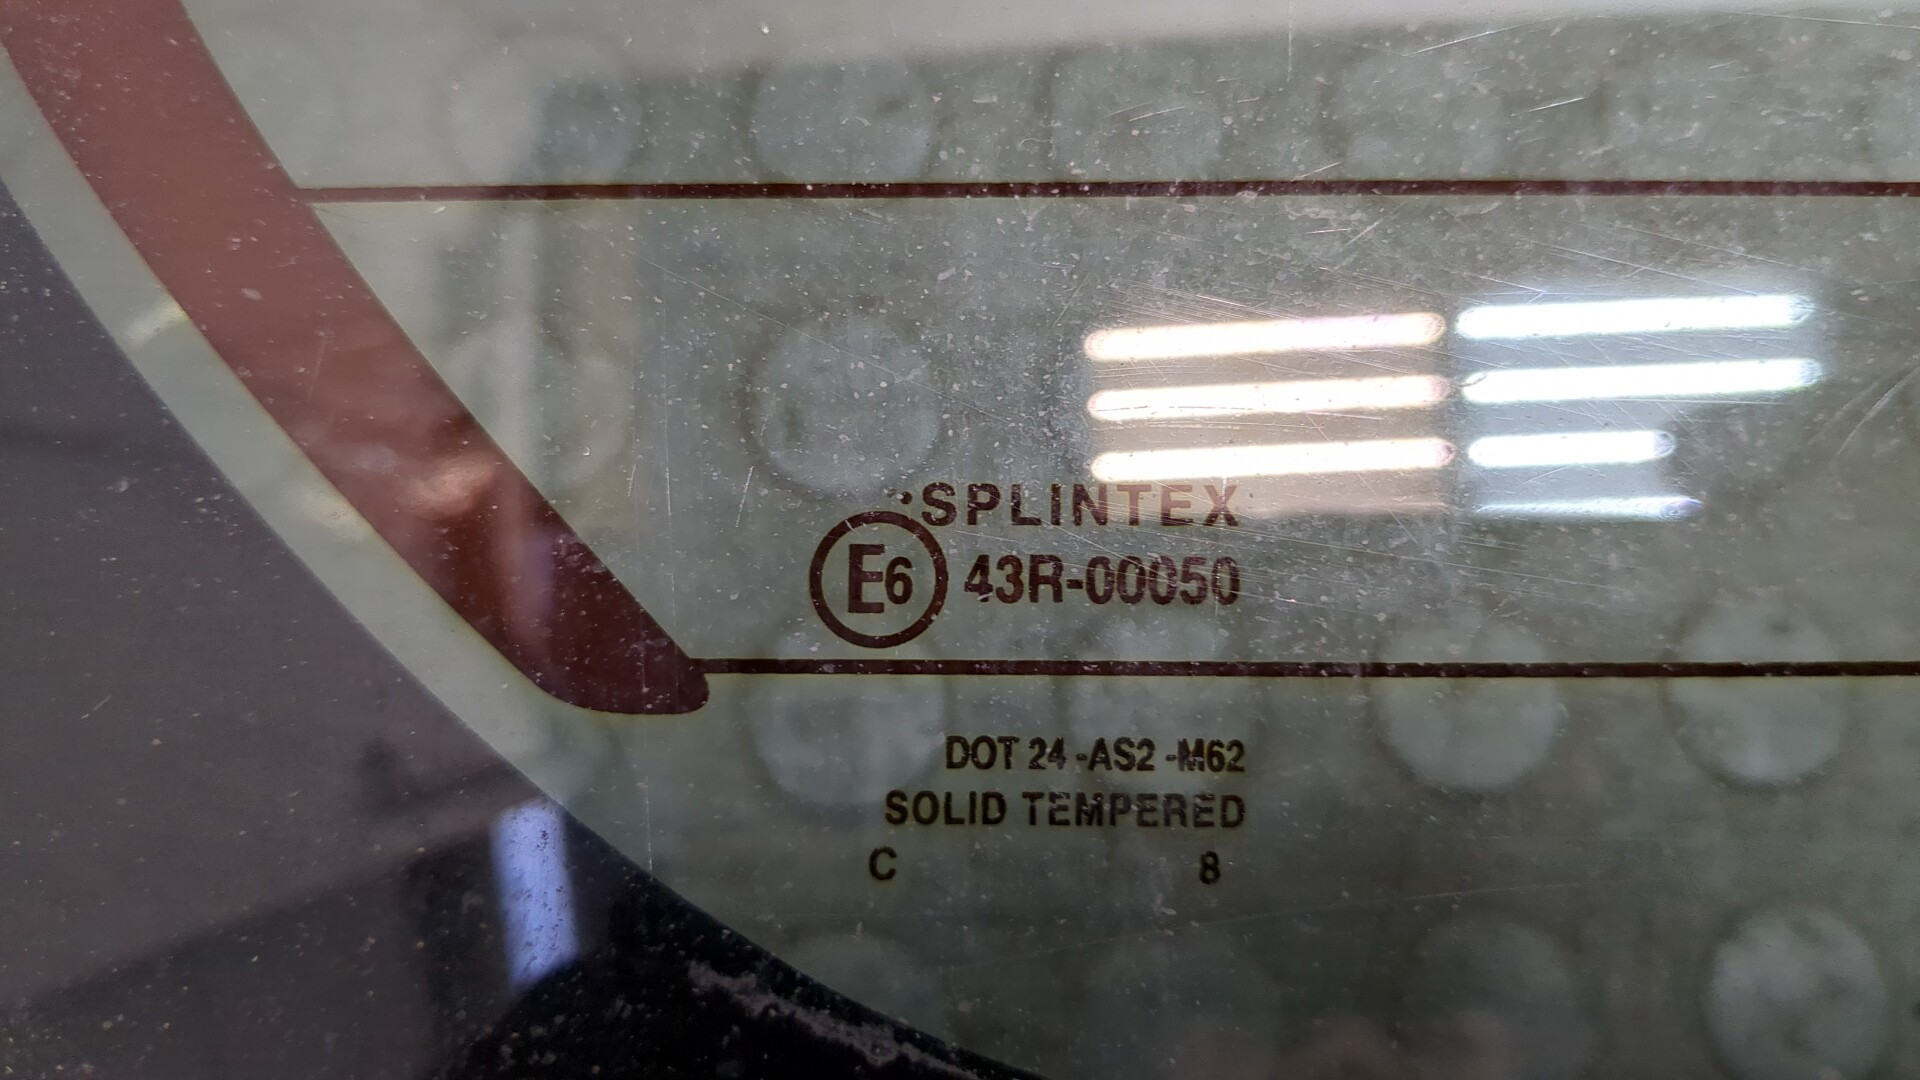 SPLINTEX
E6 43R-00050
DOT 24 -AS2 -M62
SOLID TEMPERED
C 8